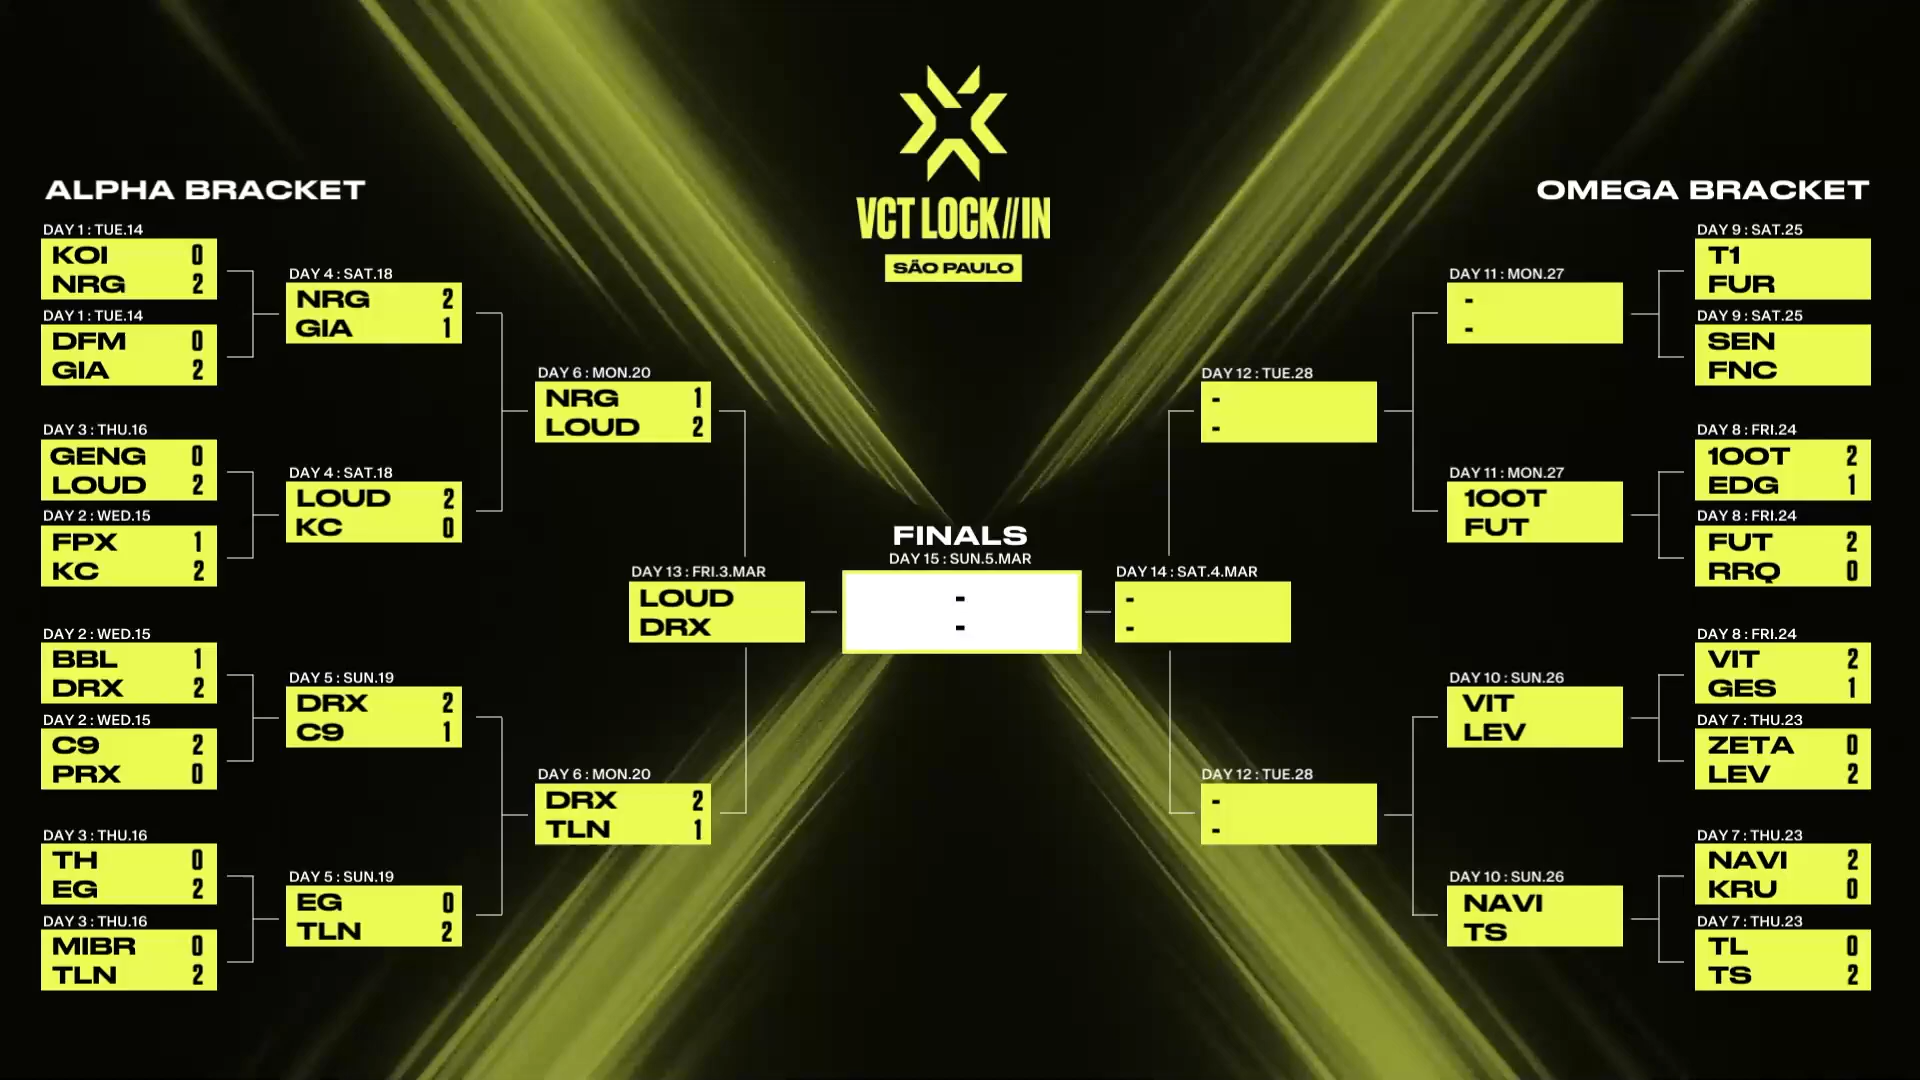 VCT LOCK//IN
SÃO PAULO
ALPHA BRACKET
DAY 1 : TUE.14
KOI 0
NRG 2
DAY 1 : TUE.14
DFM 0
GIA 2
DAY 3 : THU.16
GENG 0
LOUD 2
DAY 2 : WED.15
FPX 1
KC 2
DAY 2 : WED.15
BBL 1
DRX 2
DAY 2 : WED.15
C9 2
PRX 0
DAY 3 : THU.16
TH 0
EG 2
DAY 3 : THU.16
MIBR 0
TLN 2
DAY 4 : SAT.18
NRG 2
GIA 1
DAY 4 : SAT.18
LOUD 2
KC 0
DAY 5 : SUN.19
DRX 2
C9 1
DAY 5 : SUN.19
EG 0
TLN 2
DAY 6 : MON.20
NRG 1
LOUD 2
DAY 6 : MON.20
DRX 2
TLN 1
DAY 13 : FRI.3.MAR
LOUD
DRX
FINALS
DAY 15 : SUN.5.MAR
-
-
DAY 14 : SAT.4.MAR
-
-
DAY 12 : TUE.28
-
-
DAY 12 : TUE.28
-
-
DAY 11 : MON.27
-
-
DAY 11 : MON.27
100T
FUT
DAY 10 : SUN.26
VIT
LEV
DAY 10 : SUN.26
NAVI
TS
OMEGA BRACKET
DAY 9 : SAT.25
T1
FUR
DAY 9 : SAT.25
SEN
FNC
DAY 8 : FRI.24
100T 2
EDG 1
DAY 8 : FRI.24
FUT 2
RRQ 0
DAY 8 : FRI.24
VIT 2
GES 1
DAY 7 : THU.23
ZETA 0
LEV 2
DAY 7 : THU.23
NAVI 2
KRU 0
DAY 7 : THU.23
TL 0
TS 2